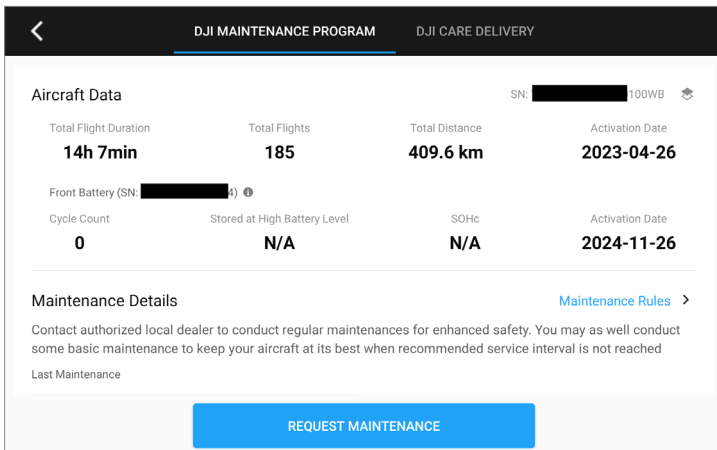 DJI MAINTENANCE PROGRAM DJI CARE DELIVERY
Aircraft Data SN: 100WB
Total Flight Duration Total Flights Total Distance Activation Date
14h 7min 185 409.6 km 2023-04-26
Front Battery (SN: 4)
Cycle Count Stored at High Battery Level SOHc Activation Date
0 N/A N/A 2024-11-26
Maintenance Details Maintenance Rules
Contact authorized local dealer to conduct regular maintenances for enhanced safety. You may as well conduct
some basic maintenance to keep your aircraft at its best when recommended service interval is not reached
Last Maintenance
REQUEST MAINTENANCE